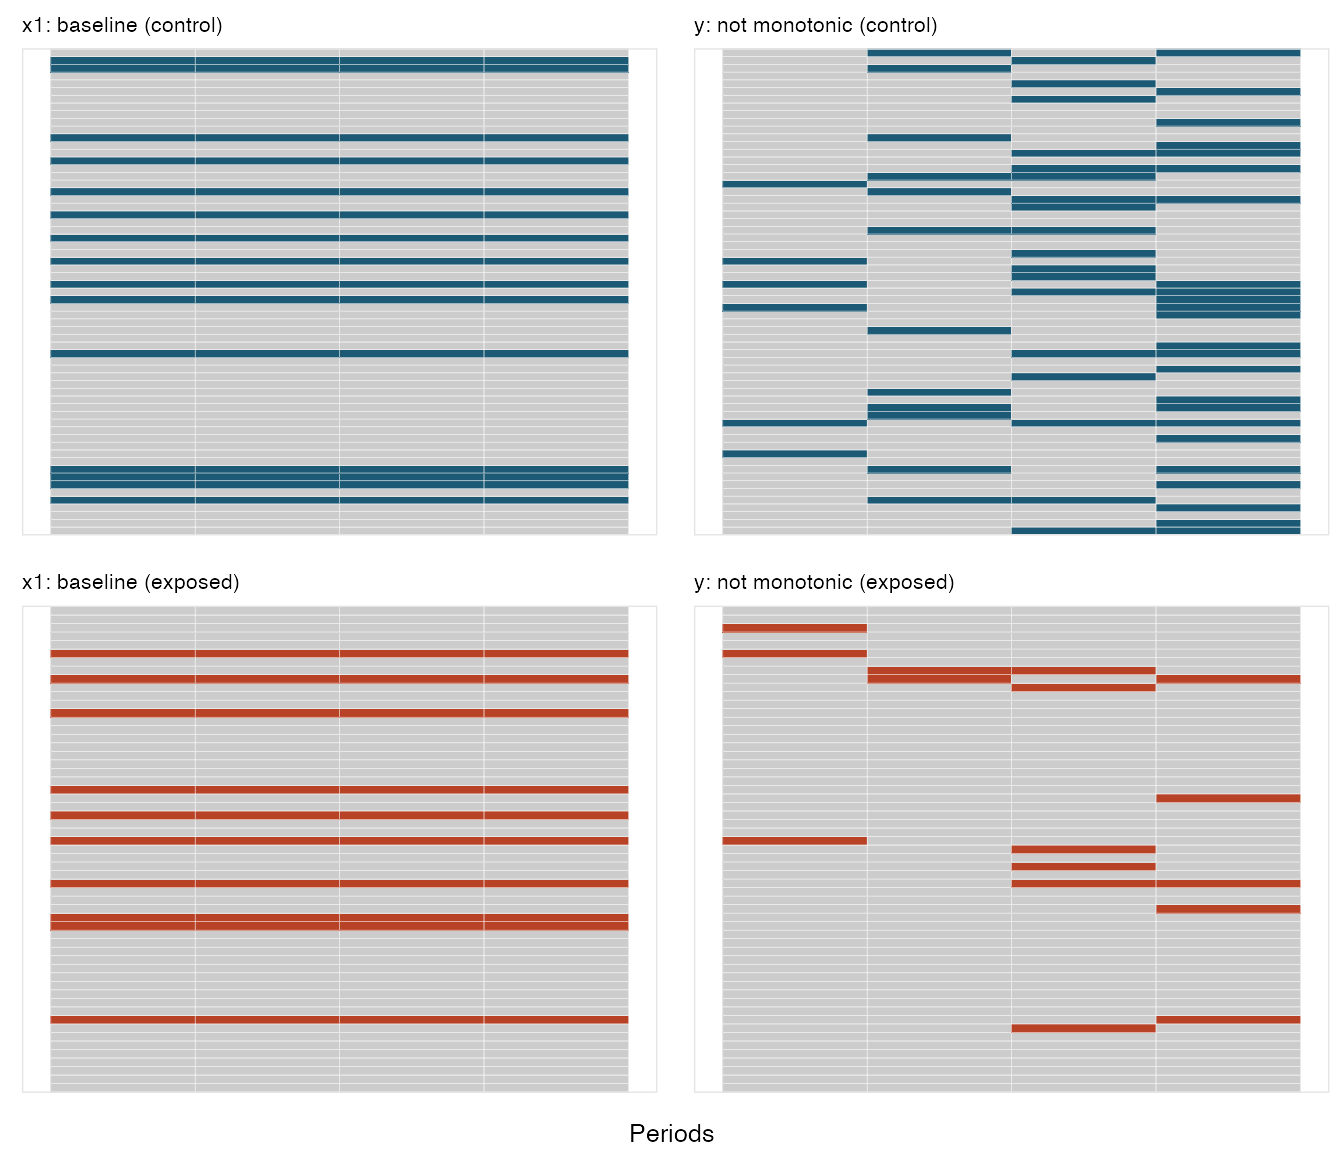 x1: baseline (control)
y: not monotonic (control)
x1: baseline (exposed)
y: not monotonic (exposed)
Periods